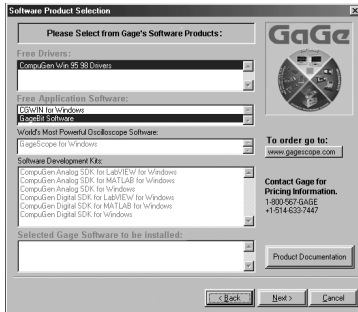 Software Product Selection
Please Select from Gage's Software Products:
Free Drivers:
CompuGen Win 95 98 Drivers
Free Application Software:
CGWIN for Windows
GageBit Software
World's Most Powerful Oscilloscope Software:
GageScope for Windows
Software Development Kits:
CompuGen Analog SDK for LabVIEW for Windows
CompuGen Analog SDK for MATLAB for Windows
CompuGen Analog SDK for Windows
CompuGen Digital SDK for LabVIEW for Windows
CompuGen Digital SDK for MATLAB for Windows
CompuGen Digital SDK for Windows
Selected Gage Software to be installed:
GaGe
To order go to:
www.gagescope.com
Contact Gage for
Pricing Information.
1-800-567-GAGE
+1-514-633-7447
Product Documentation
< Back
Next >
Cancel